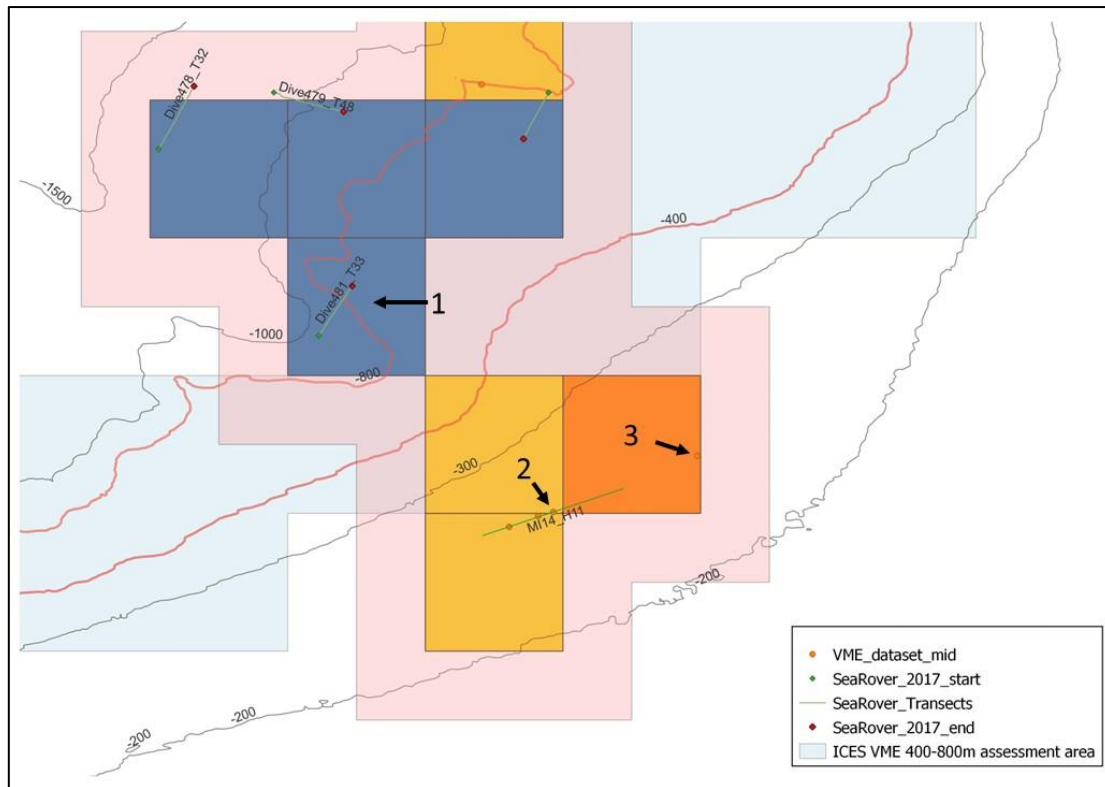 Dive478_T32
Dive479_T48
-1500
-400
Dive481_T33
1
-1000
-800
3
-300
2
MI14_H11
-200
-200
-200
VME_dataset_mid
SeaRover_2017_start
SeaRover_Transects
SeaRover_2017_end
ICES VME 400-800m assessment area